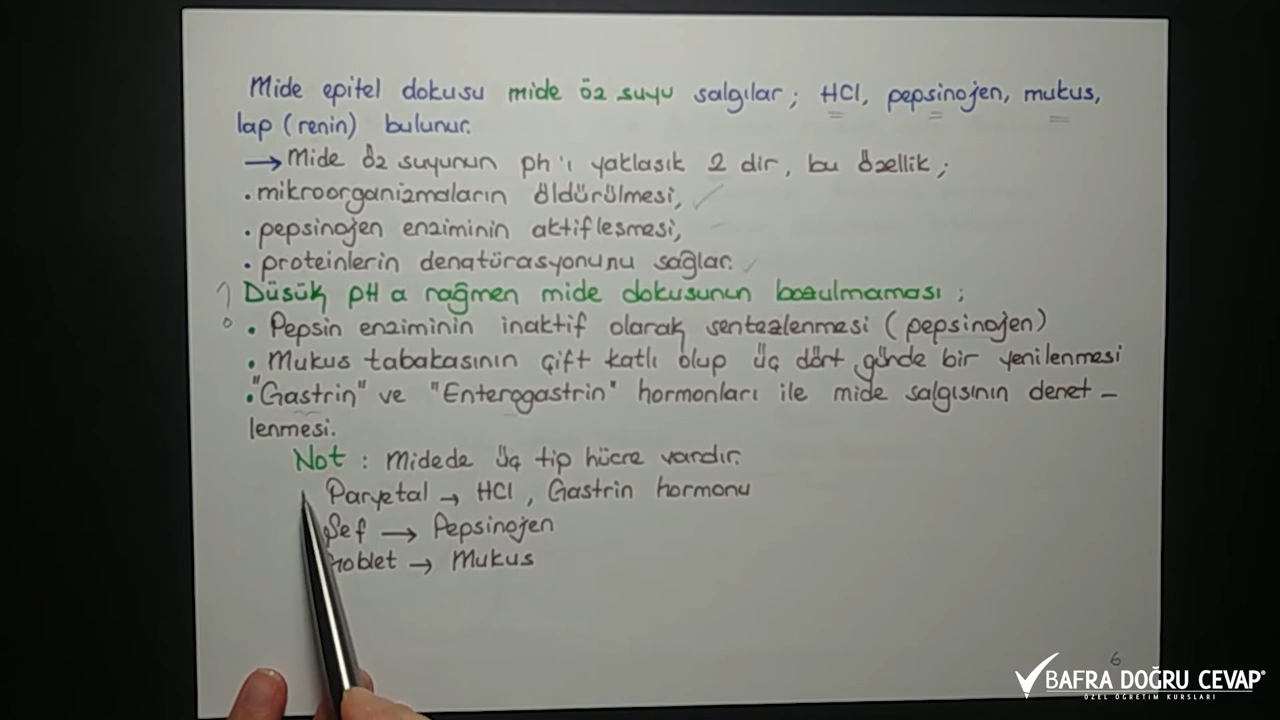 Mide epitel dokusu mide öz suyu salgılar; HCl, pepsinojen, mukus,
lap (renin) bulunur.
→ Mide öz suyunun ph'ı yaklaşık 2 dir, bu özellik;
• mikroorganizmaların öldürülmesi,
• pepsinojen enziminin aktifleşmesi,
• proteinlerin denatürasyonunu sağlar.
Düşük pH a rağmen mide dokusunun bozulmaması;
• Pepsin enziminin inaktif olarak sentezlenmesi (pepsinojen)
• Mukus tabakasının çift katlı olup üç dört günde bir yenilenmesi
• "Gastrin" ve "Enterogastrin" hormonları ile mide salgısının denet-
lenmesi.
Not: Midede üç tip hücre vardır.
Paryetal → HCl, Gastrin hormonu
Şef → Pepsinojen
→ Mukus
6
BAFRA DOĞRU CEVAP®
ÖZEL ÖĞRETİM KURSLARI